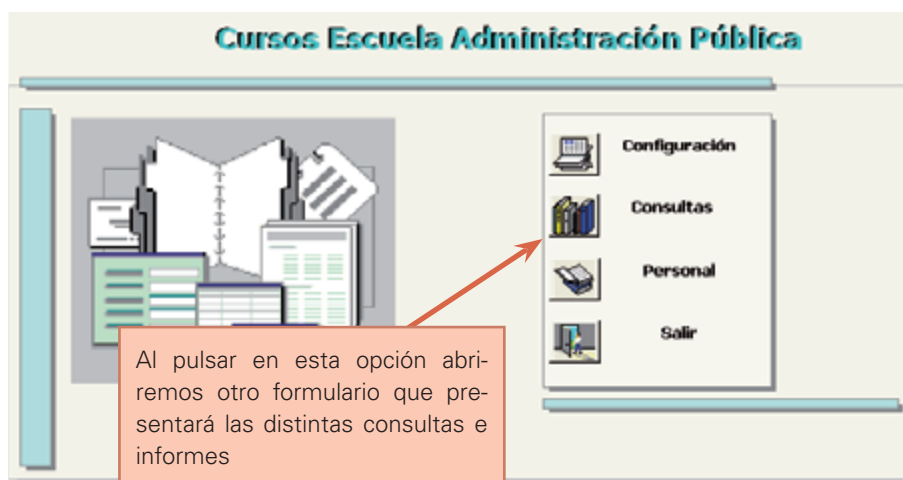 Cursos Escuela Administración Pública
Configuración
Consultas
Personal
Salir
Al pulsar en esta opción abri-
remos otro formulario que pre-
sentará las distintas consultas e
informes